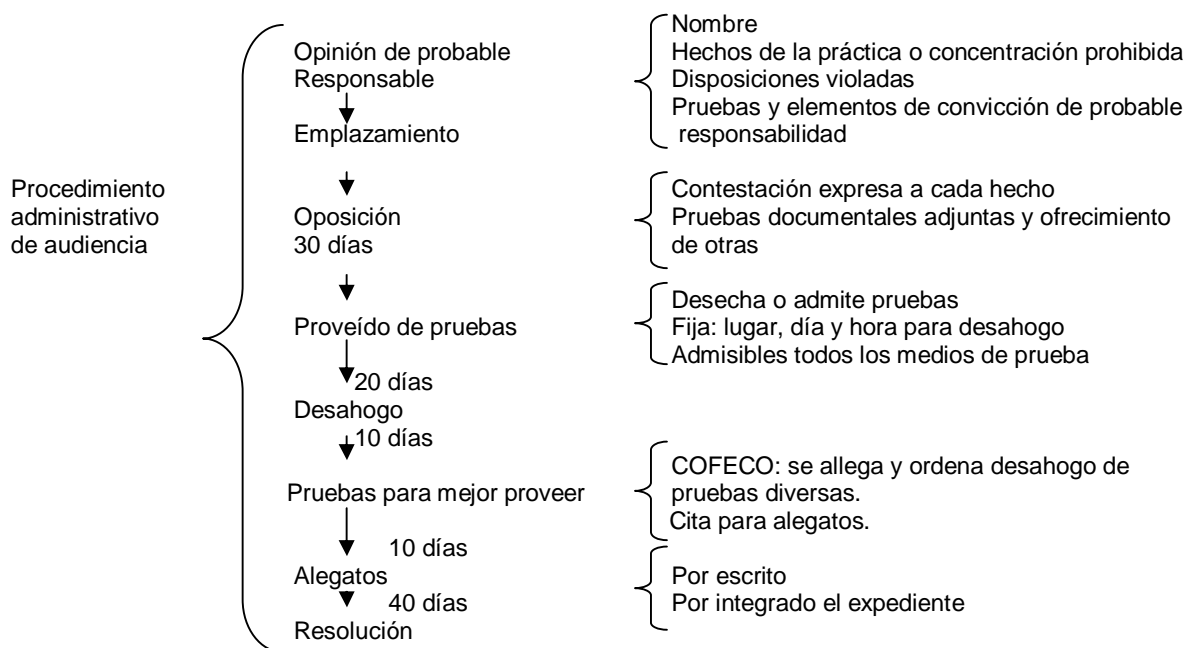 Procedimiento
administrativo
de audiencia
Opinión de probable
Responsable
Nombre
Hechos de la práctica o concentración prohibida
Disposiciones violadas
Pruebas y elementos de convicción de probable
responsabilidad
Emplazamiento
Oposición
30 días
Contestación expresa a cada hecho
Pruebas documentales adjuntas y ofrecimiento
de otras
Proveído de pruebas
Desecha o admite pruebas
Fija: lugar, día y hora para desahogo
Admisibles todos los medios de prueba
20 días
Desahogo
10 días
Pruebas para mejor proveer
COFECO: se allega y ordena desahogo de
pruebas diversas.
Cita para alegatos.
10 días
Alegatos
Por escrito
Por integrado el expediente
40 días
Resolución